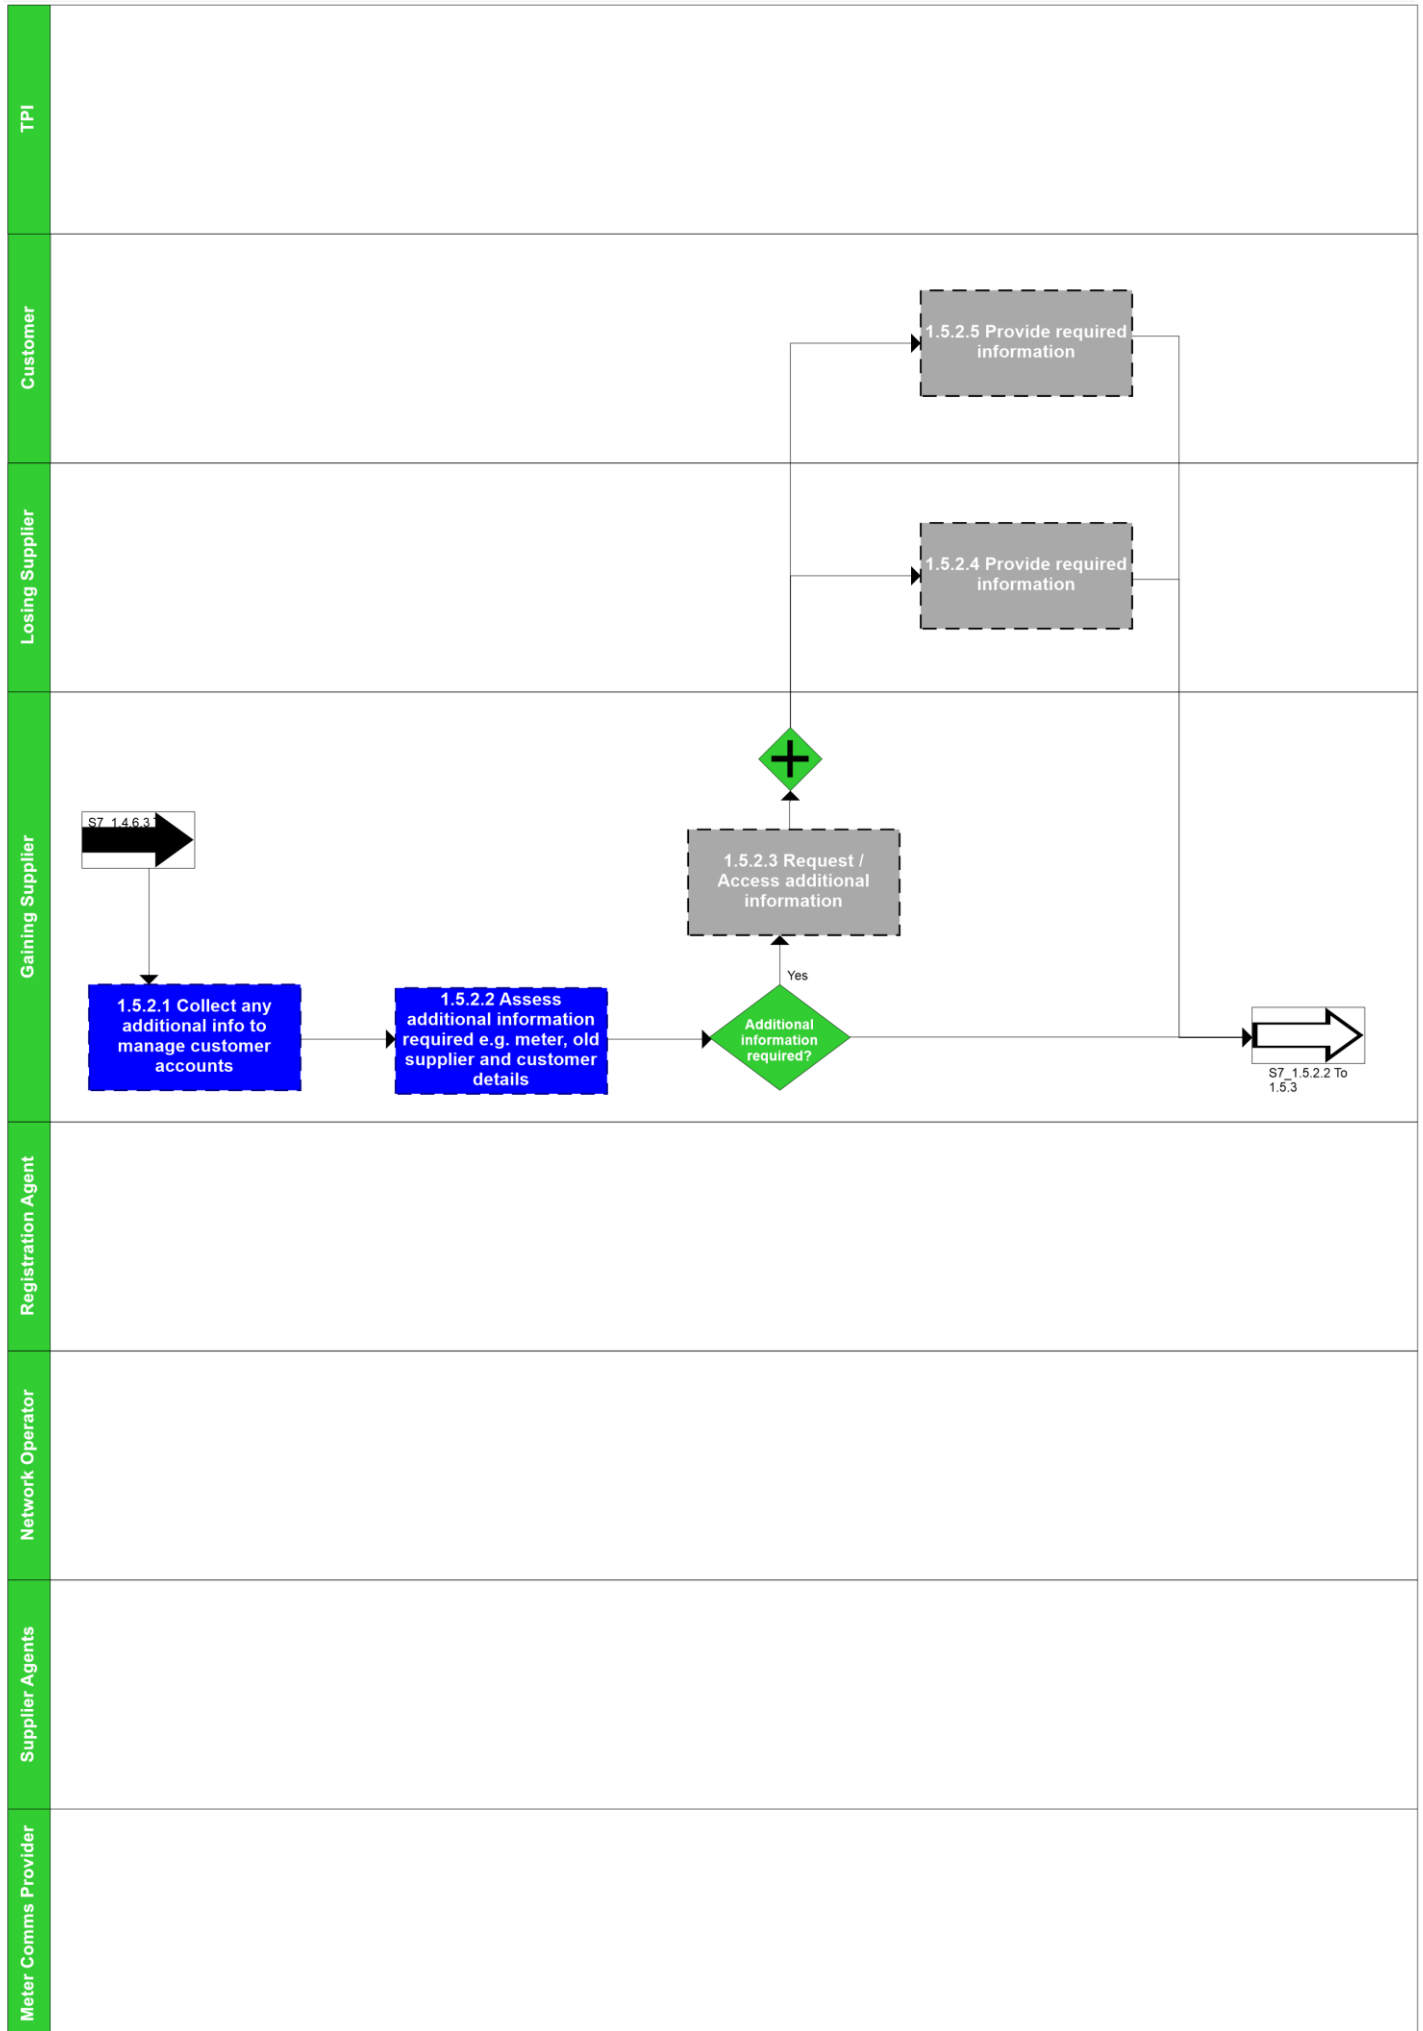 TPI
Customer
1.5.2.5 Provide required
information
Losing Supplier
1.5.2.4 Provide required
information
Gaining Supplier
S7_1.4.6.3
1.5.2.3 Request /
Access additional
information
Yes
1.5.2.1 Collect any
additional info to
manage customer
accounts
1.5.2.2 Assess
additional information
required e.g. meter, old
supplier and customer
details
Additional
information
required?
S7_1.5.2.2 To
1.5.3
Registration Agent
Network Operator
Supplier Agents
Meter Comms Provider